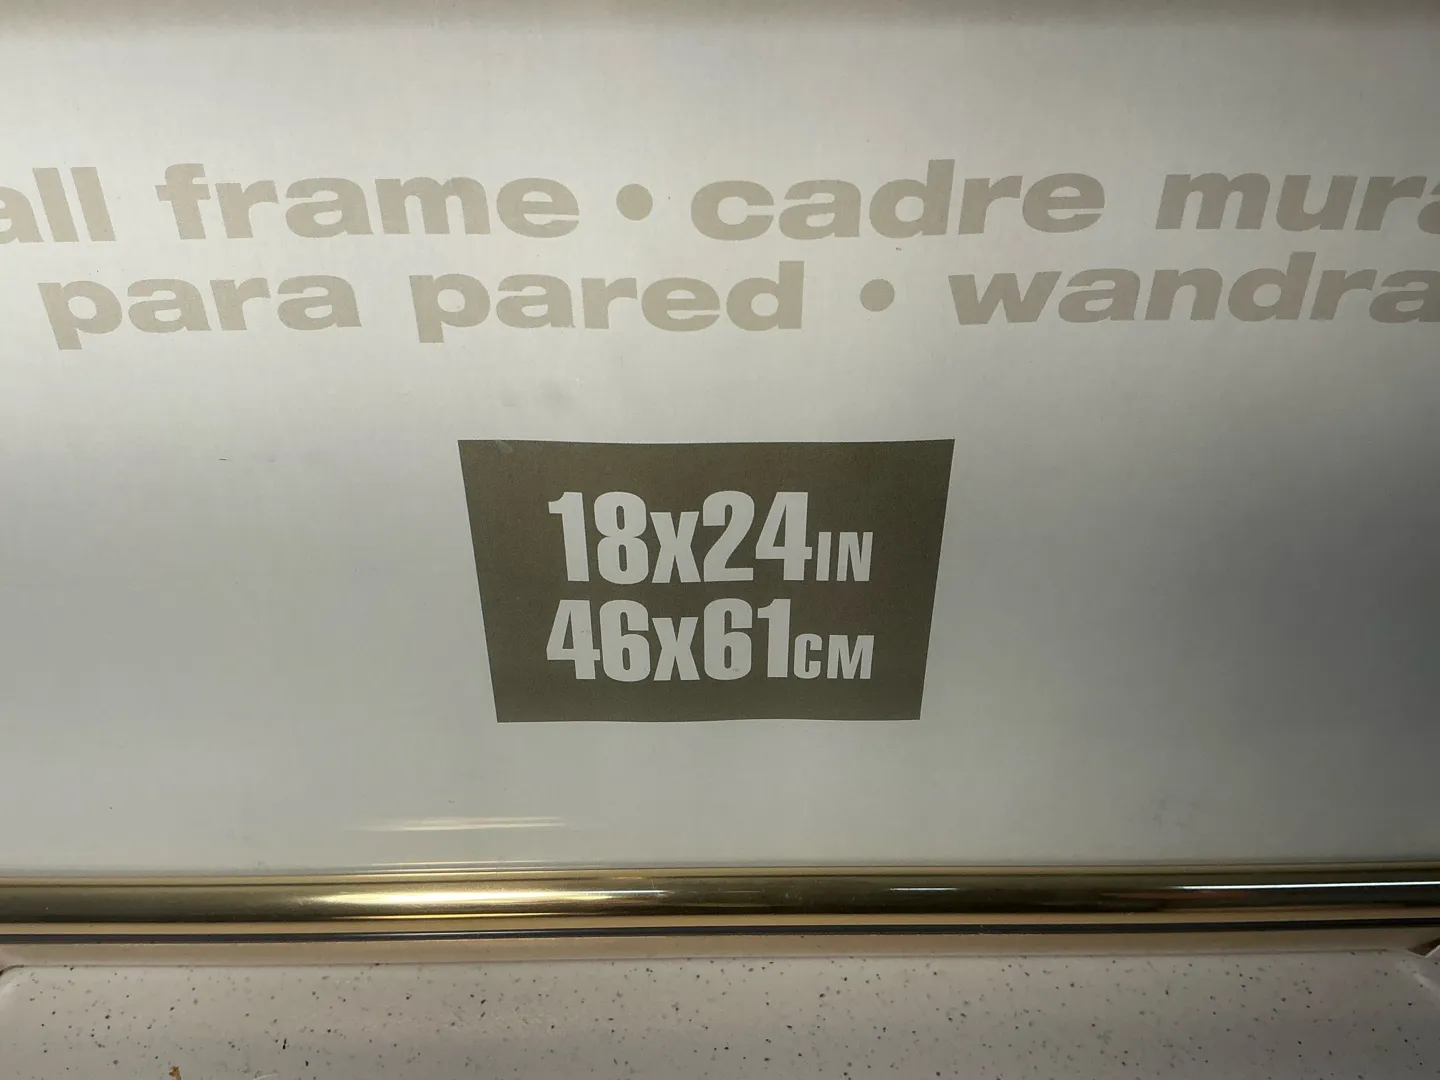 all frame • cadre mura
para pared • wandra
18x24IN
46x61CM